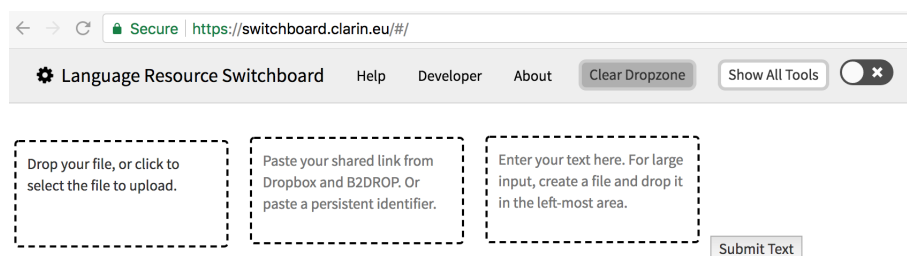 Secure https://switchboard.clarin.eu/#/
Language Resource Switchboard Help Developer About Clear Dropzone Show All Tools
Drop your file, or click to
select the file to upload.
Paste your shared link from
Dropbox and B2DROP. Or
paste a persistent identifier.
Enter your text here. For large
input, create a file and drop it
in the left-most area.
Submit Text